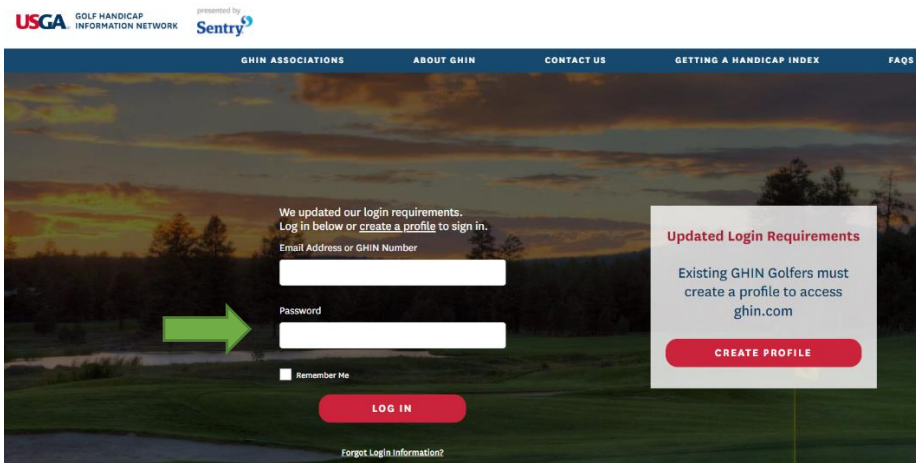 USGA
GOLF HANDICAP
INFORMATION NETWORK
presented by
Sentry
GHIN ASSOCIATIONS
ABOUT GHIN
CONTACT US
GETTING A HANDICAP INDEX
FAQS
We updated our login requirements.
Log in below or create a profile to sign in.
Email Address or GHIN Number
Password
Remember Me
LOG IN
Forgot Login Information?
Updated Login Requirements
Existing GHIN Golfers must
create a profile to access
ghin.com
CREATE PROFILE